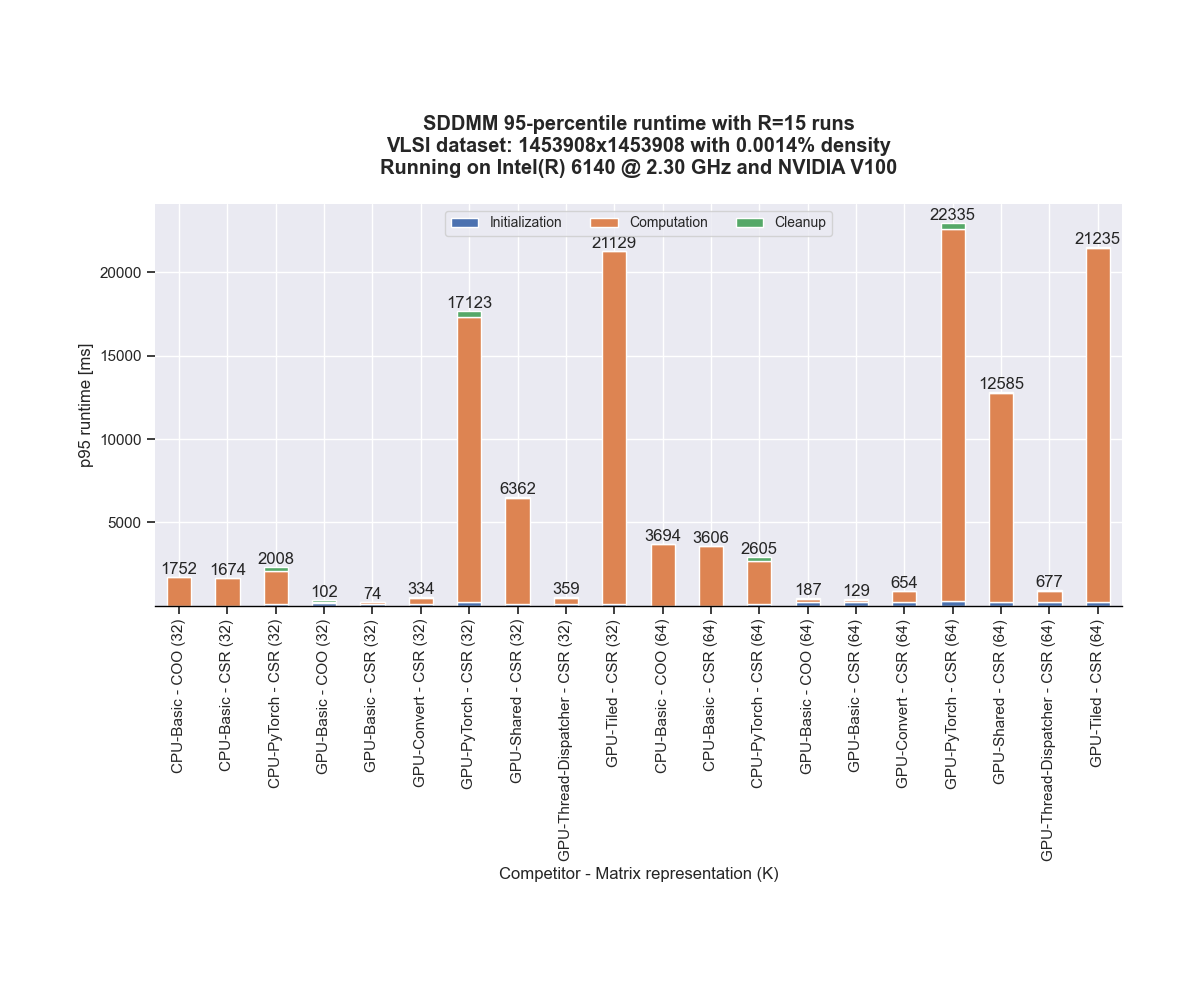 SDDMM 95-percentile runtime with R=15 runs
VLSI dataset: 1453908x1453908 with 0.0014% density
Running on Intel(R) 6140 @ 2.30 GHz and NVIDIA V100
Initialization
Computation
Cleanup
p95 runtime [ms]
20000
15000
10000
5000
1752
1674
2008
102
74
334
17123
6362
359
21129
3694
3606
2605
187
129
654
22335
12585
677
21235
CPU-Basic - COO (32)
CPU-Basic - CSR (32)
CPU-PyTorch - CSR (32)
GPU-Basic - COO (32)
GPU-Basic - CSR (32)
GPU-Convert - CSR (32)
GPU-PyTorch - CSR (32)
GPU-Shared - CSR (32)
GPU-Thread-Dispatcher - CSR (32)
GPU-Tiled - CSR (32)
CPU-Basic - COO (64)
CPU-Basic - CSR (64)
CPU-PyTorch - CSR (64)
GPU-Basic - COO (64)
GPU-Basic - CSR (64)
GPU-Convert - CSR (64)
GPU-PyTorch - CSR (64)
GPU-Shared - CSR (64)
GPU-Thread-Dispatcher - CSR (64)
GPU-Tiled - CSR (64)
Competitor - Matrix representation (K)